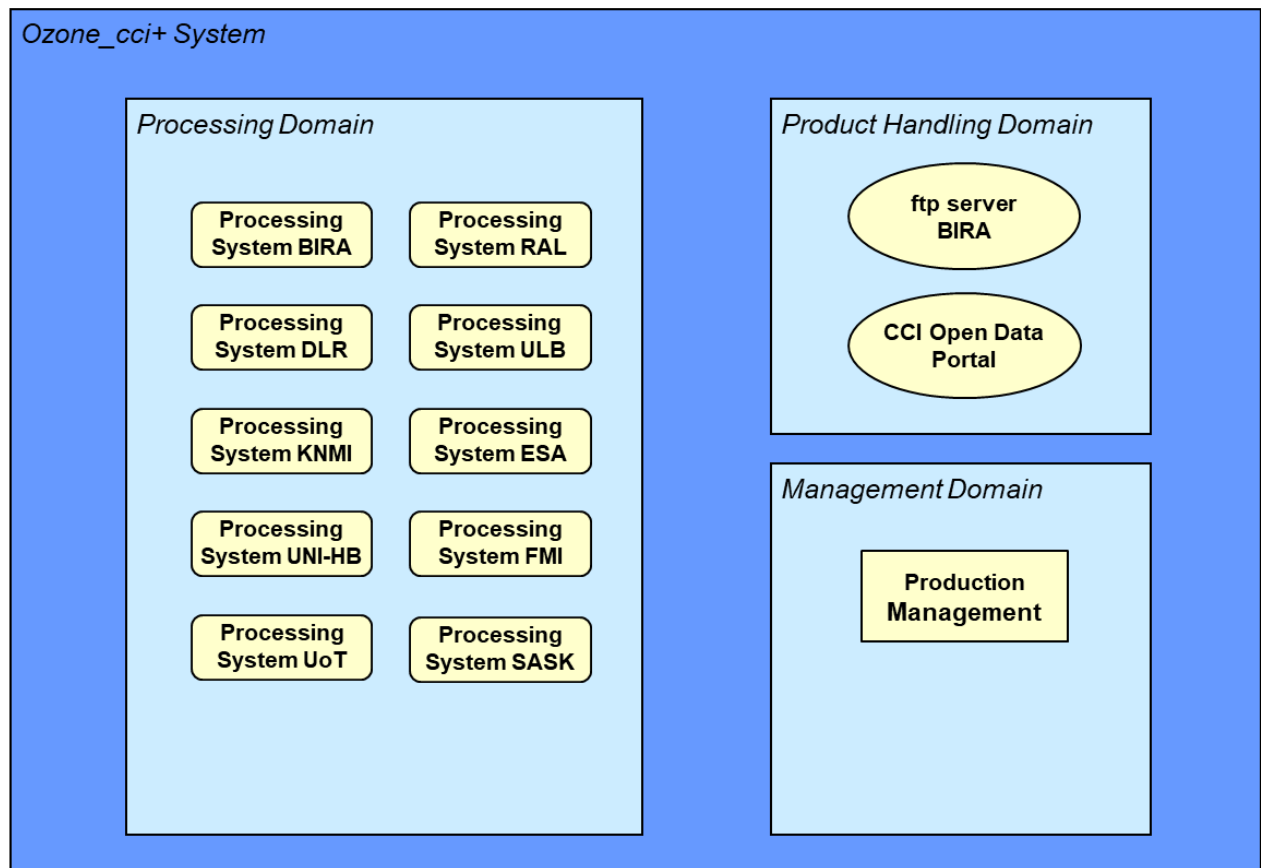 Ozone_cci+ System
Processing Domain
Processing
System BIRA
Processing
System RAL
Processing
System DLR
Processing
System ULB
Processing
System KNMI
Processing
System ESA
Processing
System UNI-HB
Processing
System FMI
Processing
System UoT
Processing
System SASK
Product Handling Domain
ftp server
BIRA
CCI Open Data
Portal
Management Domain
Production
Management